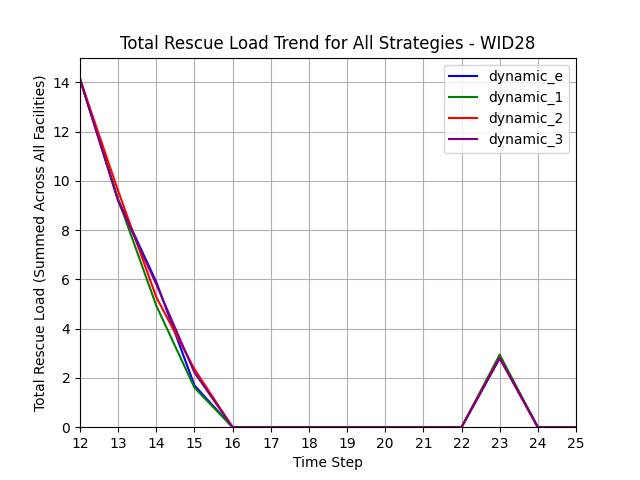 Total Rescue Load Trend for All Strategies - WID28
Total Rescue Load (Summed Across All Facilities)
14
12
10
8
6
4
2
0
dynamic_e
dynamic_1
dynamic_2
dynamic_3
12 13 14 15 16 17 18 19 20 21 22 23 24 25
Time Step